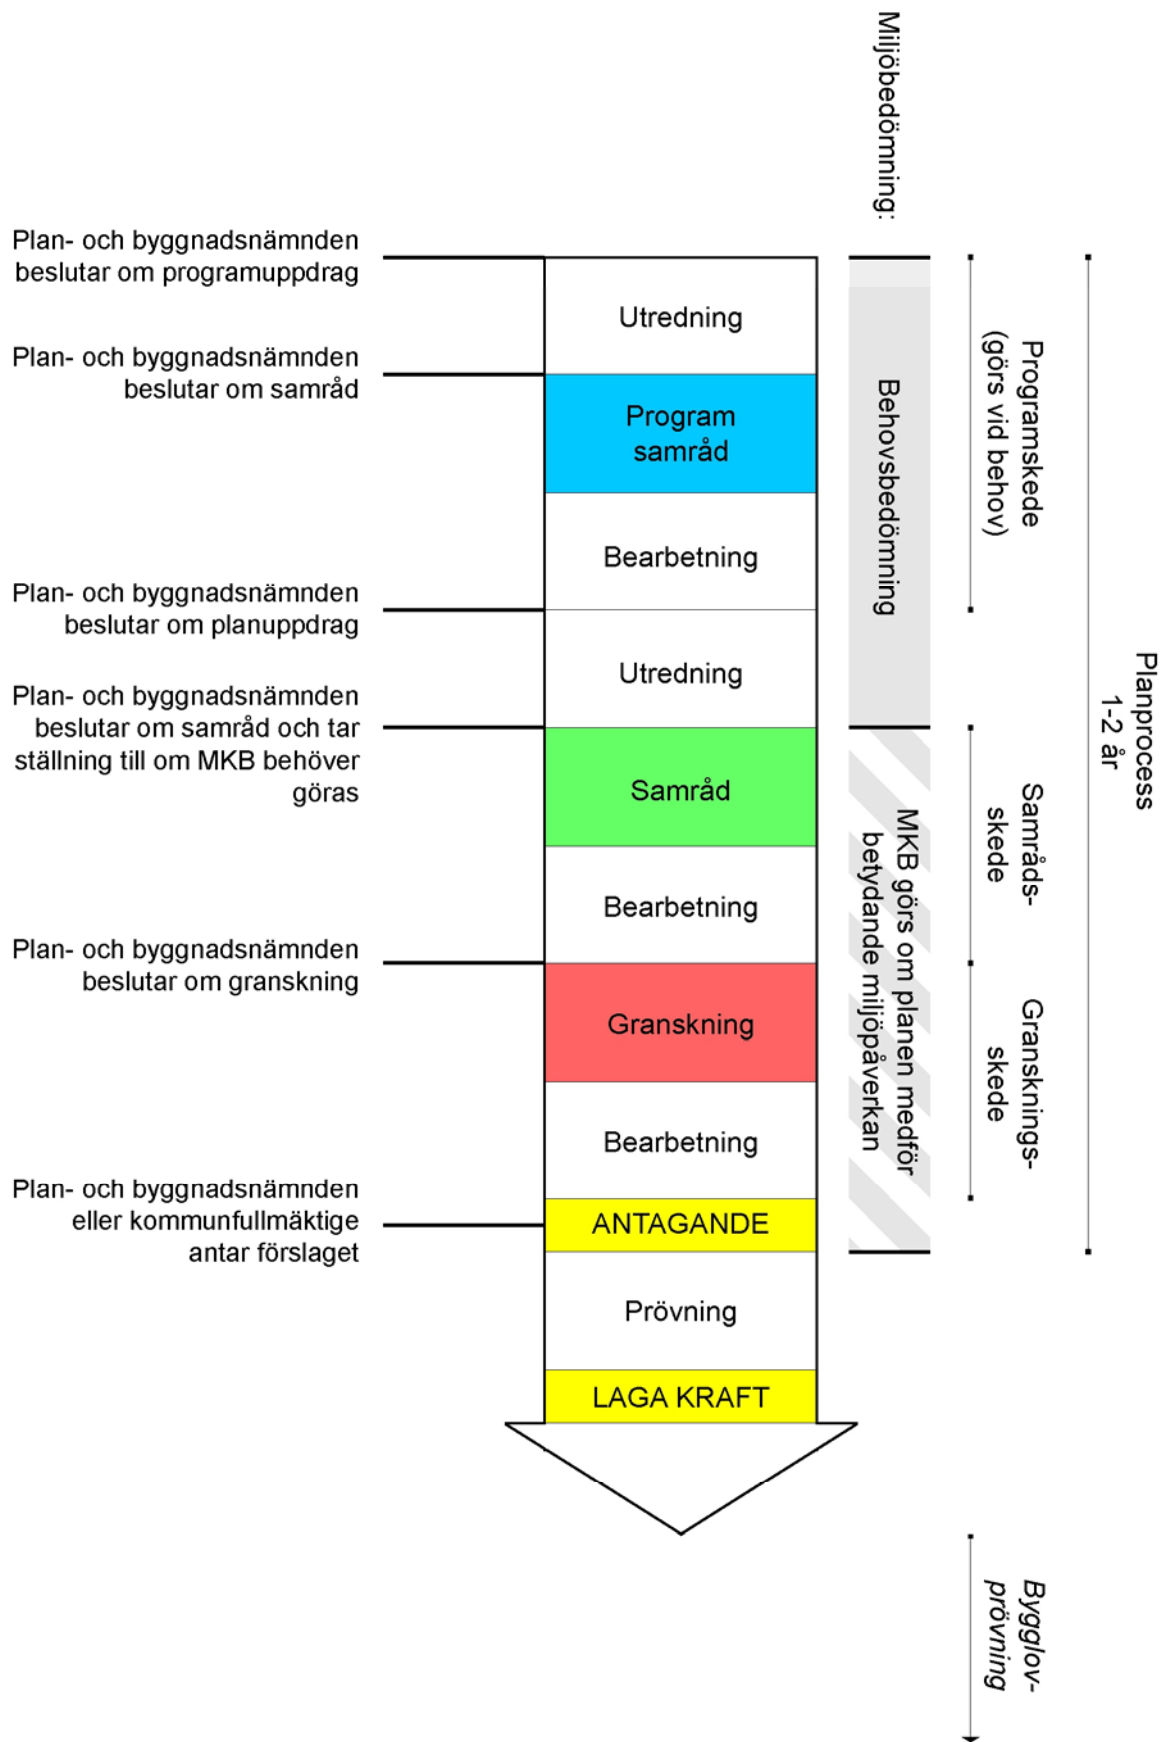 Miljöbedömning:
Plan- och byggnadsnämnden
beslutar om programuppdrag
Plan- och byggnadsnämnden
beslutar om samråd
Plan- och byggnadsnämnden
beslutar om planuppdrag
Plan- och byggnadsnämnden
beslutar om samråd och tar
ställning till om MKB behöver
göras
Plan- och byggnadsnämnden
beslutar om granskning
Plan- och byggnadsnämnden
eller kommunfullmäktige
antar förslaget
Utredning
Program
samråd
Bearbetning
Utredning
Samråd
Bearbetning
Granskning
Bearbetning
ANTAGANDE
Prövning
LAGA KRAFT
Behovsbedömning
MKB görs om planen medför
betydande miljöpåverkan
Programskede
(görs vid behov)
Samråds-
skede
Gransknings-
skede
Bygglov-
prövning
Planprocess
1-2 år